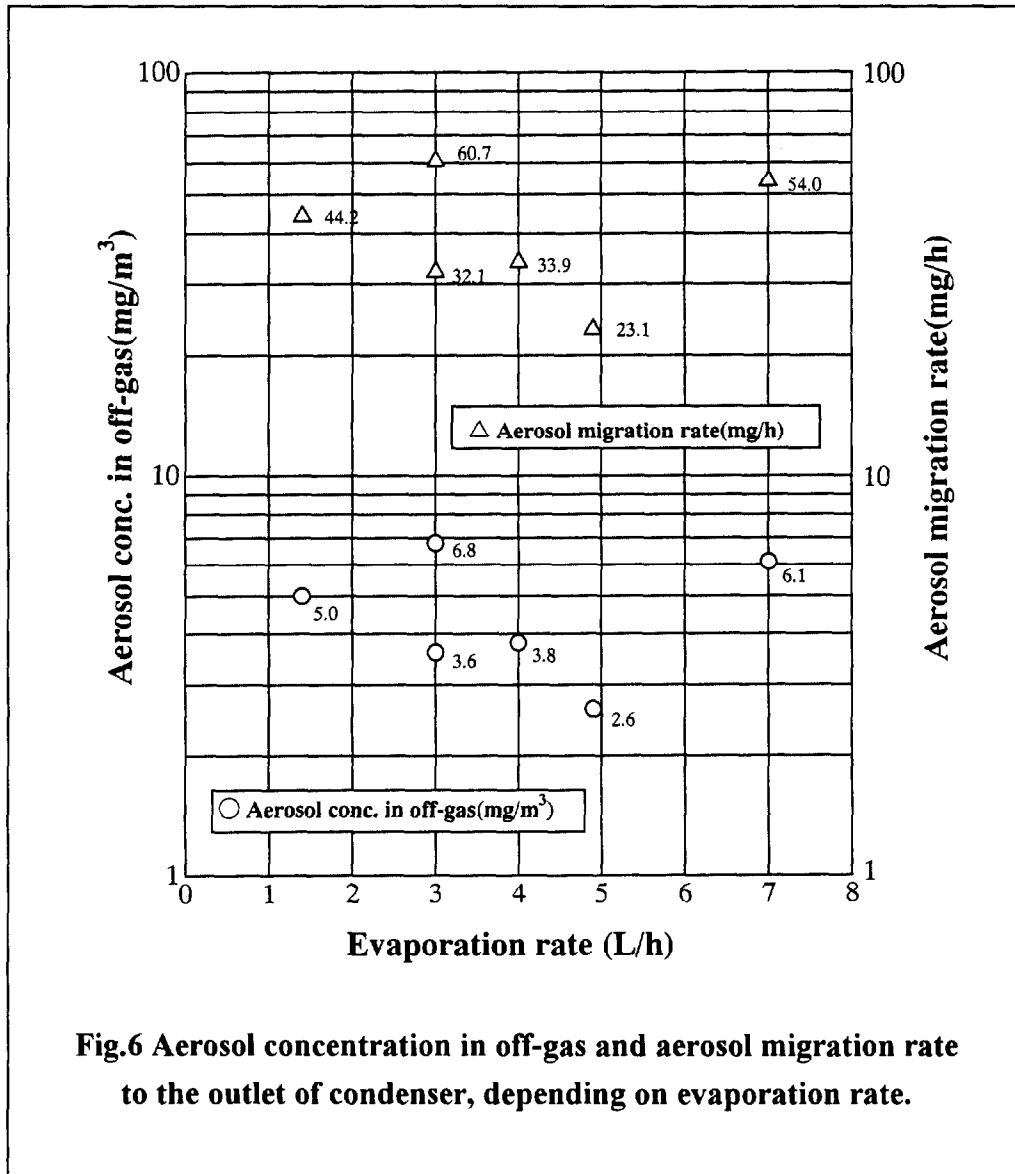 100
100
60.7
54.0
44.2
32.1
33.9
23.1
Aerosol conc. in off-gas(mg/m³)
Aerosol migration rate(mg/h)
△ Aerosol migration rate(mg/h)
10
10
6.8
6.1
5.0
3.6
3.8
2.6
○ Aerosol conc. in off-gas(mg/m³)
1
1
0 1 2 3 4 5 6 7 8
Evaporation rate (L/h)
Fig.6 Aerosol concentration in off-gas and aerosol migration rate
to the outlet of condenser, depending on evaporation rate.